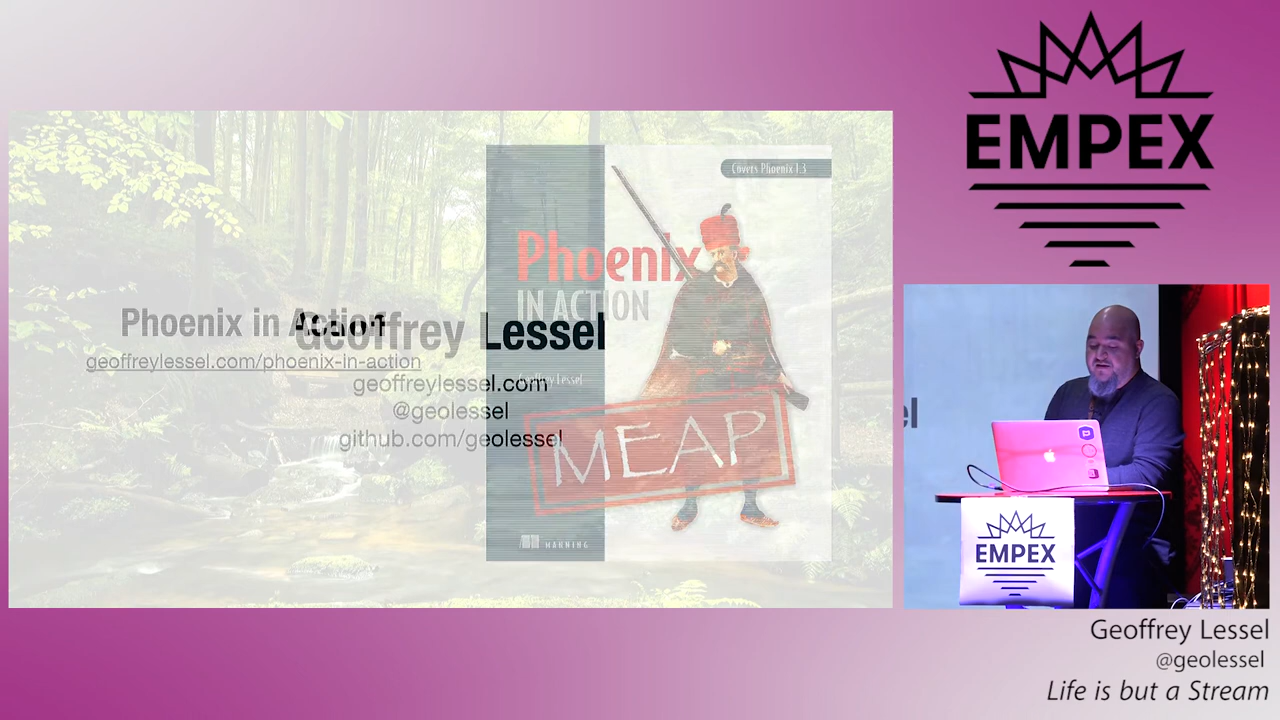 EMPEX
Covers Phoenix 1.3
Phoenix
IN ACTION
Geoffrey Lessel
MEAP
MANNING
Phoenix in Action
geoffreylessel.com/phoenix-in-action
Geoffrey Lessel
geoffreylessel.com
@geolessel
github.com/geolessel
el
EMPEX
Geoffrey Lessel
@geolessel
Life is but a Stream